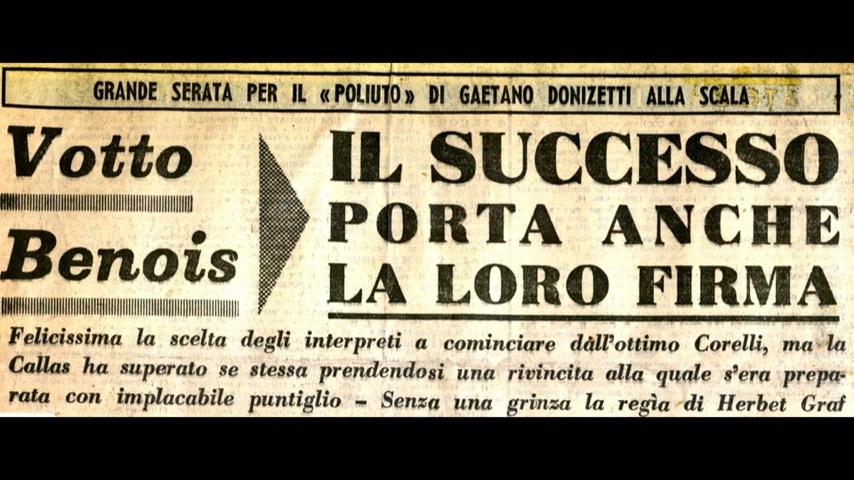 GRANDE SERATA PER IL «POLIUTO» DI GAETANO DONIZETTI ALLA SCALA
Votto
Benois
IL SUCCESSO
PORTA ANCHE
LA LORO FIRMA
Felicissima la scelta degli interpreti a cominciare dall'ottimo Corelli, ma la
Callas ha superato se stessa prendendosi una rivincita alla quale s'era prepa-
rata con implacabile puntiglio – Senza una grinza la regìa di Herbet Graf